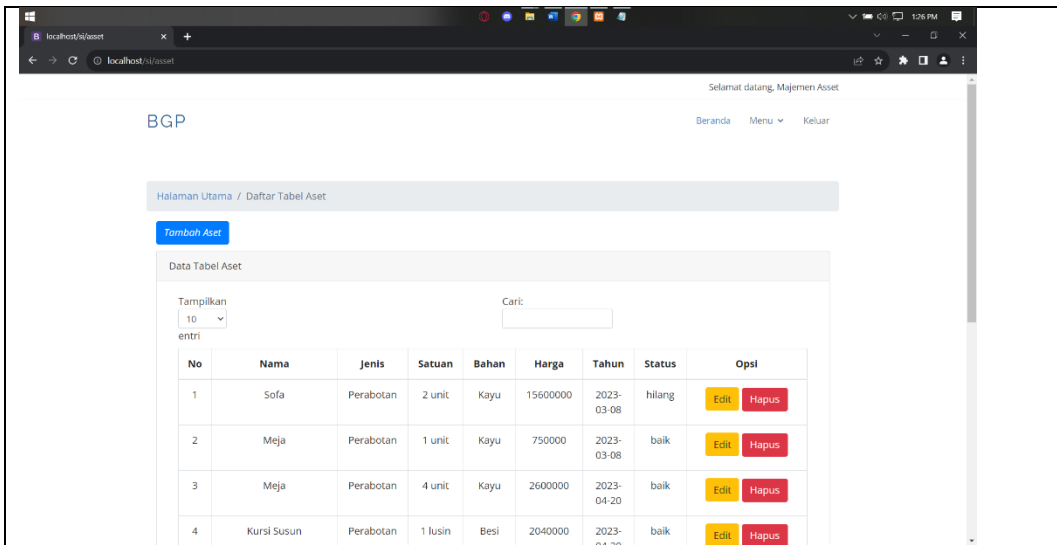 1:26 PM
B localhost/si/asset × +
localhost/si/asset
Selamat datang, Majemen Asset
BGP Beranda Menu Keluar
Halaman Utama / Daftar Tabel Aset
Tambah Aset
Data Tabel Aset
Tampilkan Cari:
10
entri
No Nama Jenis Satuan Bahan Harga Tahun Status Opsi
1 Sofa Perabotan 2 unit Kayu 15600000 2023- hilang Edit Hapus
03-08
2 Meja Perabotan 1 unit Kayu 750000 2023- baik Edit Hapus
03-08
3 Meja Perabotan 4 unit Kayu 2600000 2023- baik Edit Hapus
04-20
4 Kursi Susun Perabotan 1 lusin Besi 2040000 2023- baik Edit Hapus
04-20